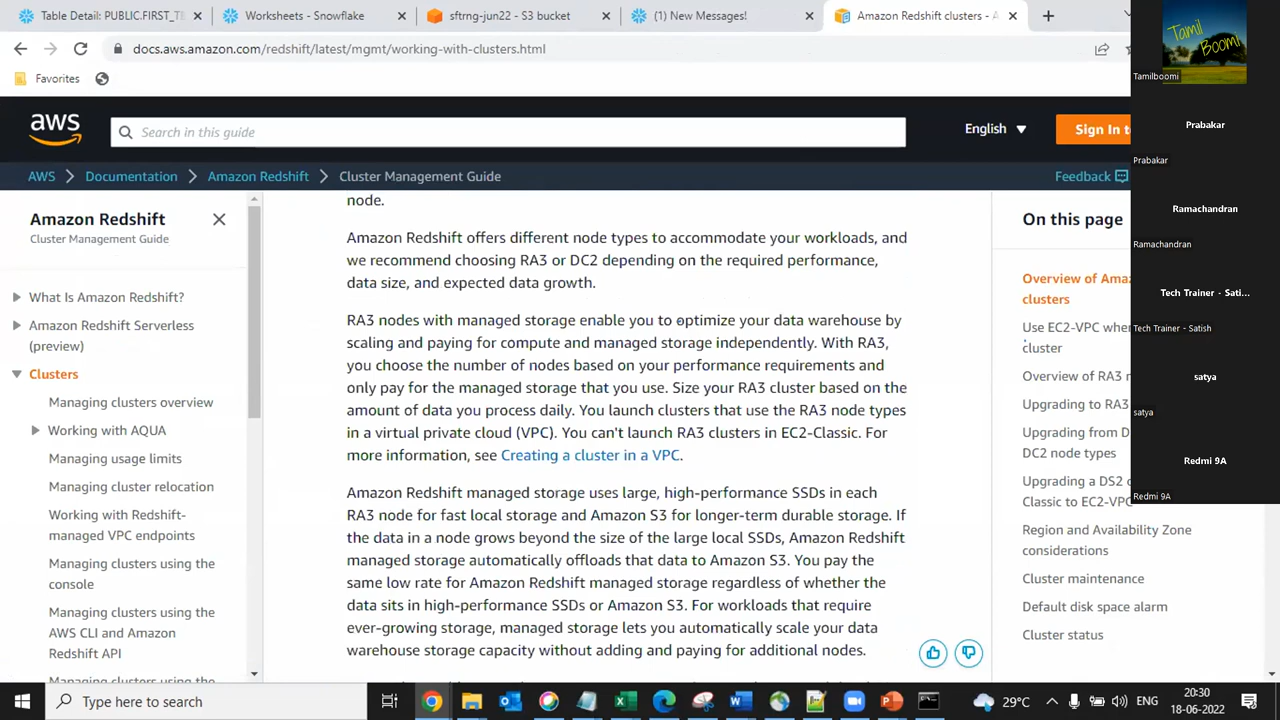 Table Detail: PUBLIC.FIRST_TE
Worksheets - Snowflake
sftrng-jun22 - S3 bucket
(1) New Messages!
Amazon Redshift clusters - A
docs.aws.amazon.com/redshift/latest/mgmt/working-with-clusters.html
Favorites
aws
Search in this guide
English
Sign In to
AWS
Documentation
Amazon Redshift
Cluster Management Guide
Feedback
Amazon Redshift
Cluster Management Guide
What Is Amazon Redshift?
Amazon Redshift Serverless
(preview)
Clusters
Managing clusters overview
Working with AQUA
Managing usage limits
Managing cluster relocation
Working with Redshift-
managed VPC endpoints
Managing clusters using the
console
Managing clusters using the
AWS CLI and Amazon
Redshift API
Managing clusters using the
node.
Amazon Redshift offers different node types to accommodate your workloads, and
we recommend choosing RA3 or DC2 depending on the required performance,
data size, and expected data growth.
RA3 nodes with managed storage enable you to optimize your data warehouse by
scaling and paying for compute and managed storage independently. With RA3,
you choose the number of nodes based on your performance requirements and
only pay for the managed storage that you use. Size your RA3 cluster based on the
amount of data you process daily. You launch clusters that use the RA3 node types
in a virtual private cloud (VPC). You can't launch RA3 clusters in EC2-Classic. For
more information, see Creating a cluster in a VPC.
Amazon Redshift managed storage uses large, high-performance SSDs in each
RA3 node for fast local storage and Amazon S3 for longer-term durable storage. If
the data in a node grows beyond the size of the large local SSDs, Amazon Redshift
managed storage automatically offloads that data to Amazon S3. You pay the
same low rate for Amazon Redshift managed storage regardless of whether the
data sits in high-performance SSDs or Amazon S3. For workloads that require
ever-growing storage, managed storage lets you automatically scale your data
warehouse storage capacity without adding and paying for additional nodes.
On this page
Overview of Amaz
clusters
Use EC2-VPC when
cluster
Overview of RA3 n
Upgrading to RA3
Upgrading from D
DC2 node types
Upgrading a DS2 c
Classic to EC2-VPC
Region and Availability Zone
considerations
Cluster maintenance
Default disk space alarm
Cluster status
Tamil
Boomi
Tamilboomi
Prabakar
Prabakar
Ramachandran
Ramachandran
Tech Trainer - Sati...
Tech Trainer - Satish
satya
satya
Redmi 9A
Redmi 9A
Type here to search
29°C
ENG
20:30
18-06-2022